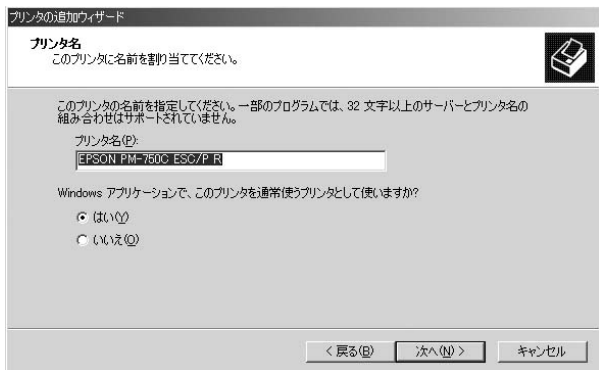 プリンタの追加ウィザード
プリンタ名
このプリンタに名前を割り当ててください。
このプリンタの名前を指定してください。一部のプログラムでは、32 文字以上のサーバーとプリンタ名の
組み合わせはサポートされていません。
プリンタ名(P):
EPSON PM-750C ESC/P R
Windows アプリケーションで、このプリンタを通常使うプリンタとして使いますか?
はい(Y)
いいえ(O)
< 戻る(B)
次へ(N) >
キャンセル